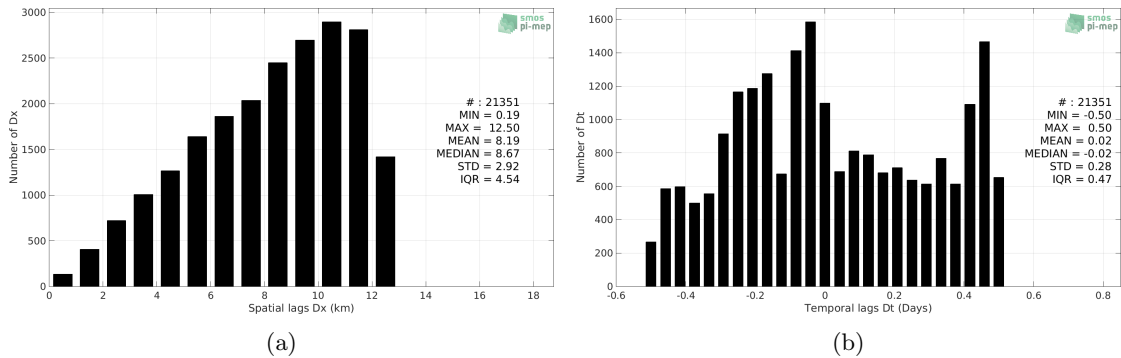 3000
2500
2000
1500
1000
500
0
Number of Dx
0 2 4 6 8 10 12 14 16 18
Spatial lags Dx (km)
smos
pi-mep
# : 21351
MIN = 0.19
MAX = 12.50
MEAN = 8.19
MEDIAN = 8.67
STD = 2.92
IQR = 4.54
(a)
1600
1400
1200
1000
800
600
400
200
0
Number of Dt
-0.6 -0.4 -0.2 0 0.2 0.4 0.6 0.8
Temporal lags Dt (Days)
smos
pi-mep
# : 21351
MIN = -0.50
MAX = 0.50
MEAN = 0.02
MEDIAN = -0.02
STD = 0.28
IQR = 0.47
(b)